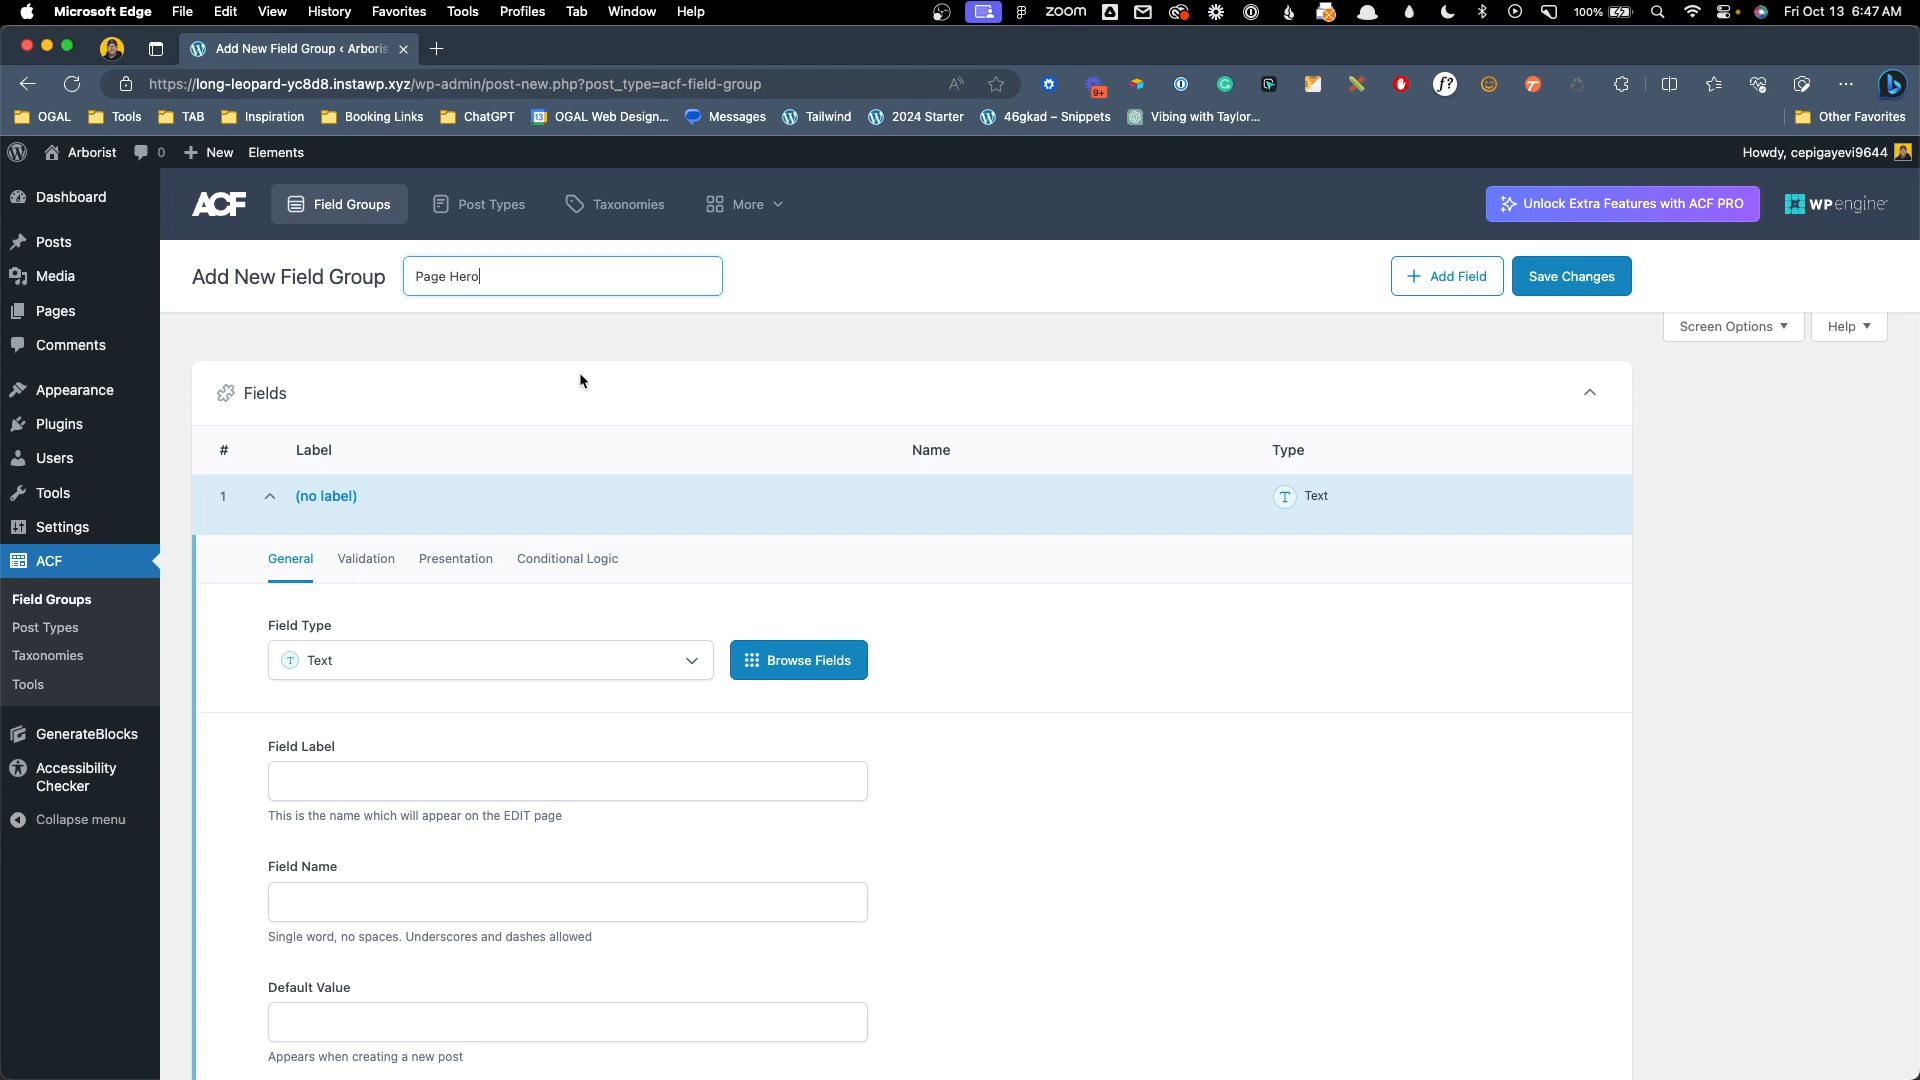 Microsoft Edge File Edit View History Favorites Tools Profiles Tab Window Help
zoom 100% Fri Oct 13 6:47 AM
Add New Field Group ‹ Arboris
https://long-leopard-yc8d8.instawp.xyz/wp-admin/post-new.php?post_type=acf-field-group
9+
f?
OGAL Tools TAB Inspiration Booking Links ChatGPT OGAL Web Design... Messages Tailwind 2024 Starter 46gkad – Snippets Vibing with Taylor... Other Favorites
Arborist 0 New Elements Howdy, cepigayevi9644
ACF Field Groups Post Types Taxonomies More Unlock Extra Features with ACF PRO WP engine
Dashboard
Posts
Media
Pages
Comments
Appearance
Plugins
Users
Tools
Settings
ACF
Field Groups
Post Types
Taxonomies
Tools
GenerateBlocks
Accessibility
Checker
Collapse menu
Add New Field Group Page Hero + Add Field Save Changes
Screen Options Help
Fields
# Label Name Type
1 (no label) T Text
General Validation Presentation Conditional Logic
Field Type
T Text Browse Fields
Field Label
This is the name which will appear on the EDIT page
Field Name
Single word, no spaces. Underscores and dashes allowed
Default Value
Appears when creating a new post